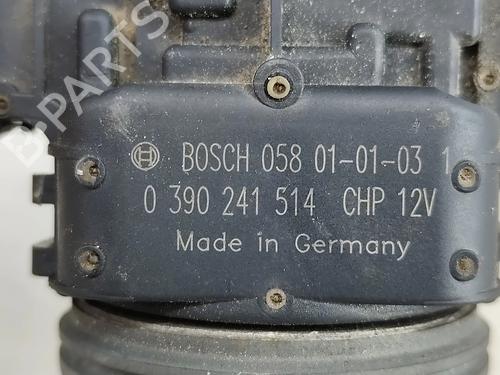 BOSCH 058 01-01-03 1
0 390 241 514 CHP 12V
Made in Germany
B-PARTS